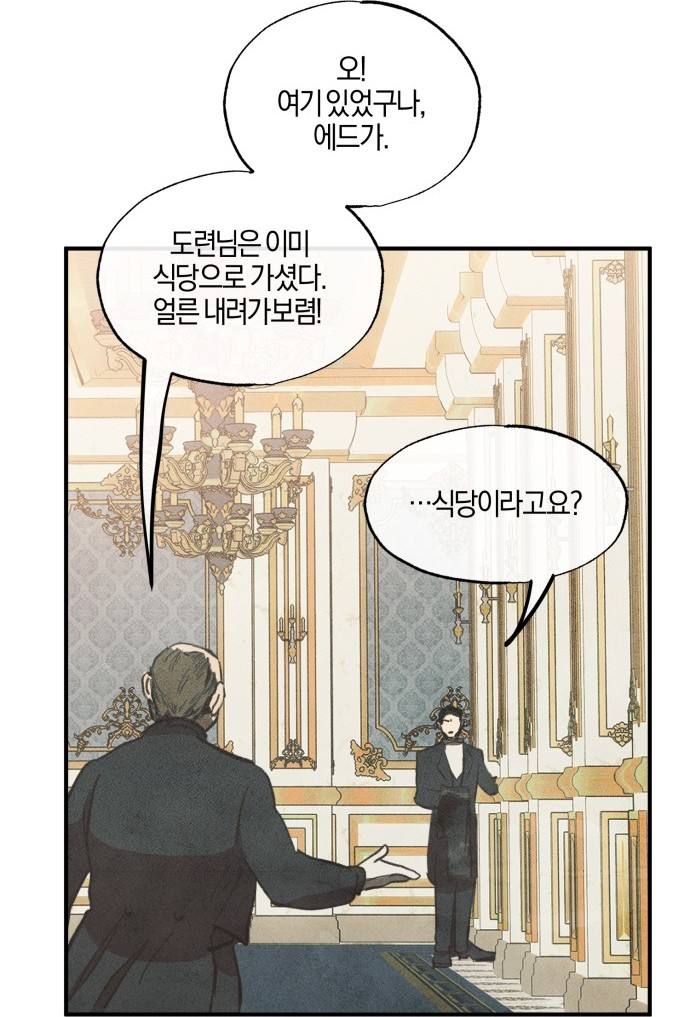 오!
여기 있었구나,
에드가.
도련님은 이미
식당으로 가셨다.
얼른 내려가보렴!
…식당이라고요?